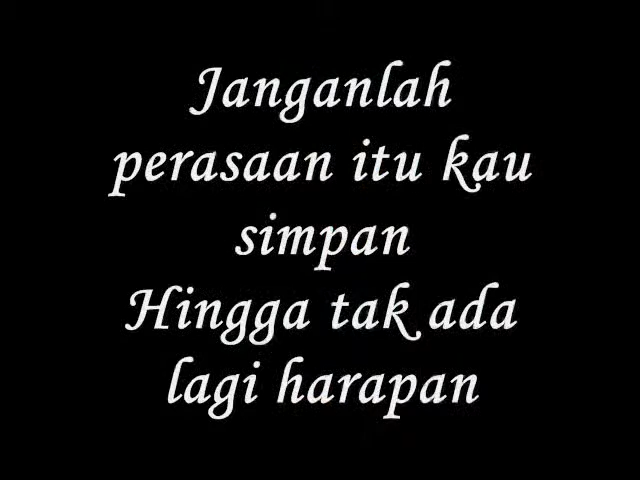 Janganlah
perasaan itu kau
simpan
Hingga tak ada
lagi harapan